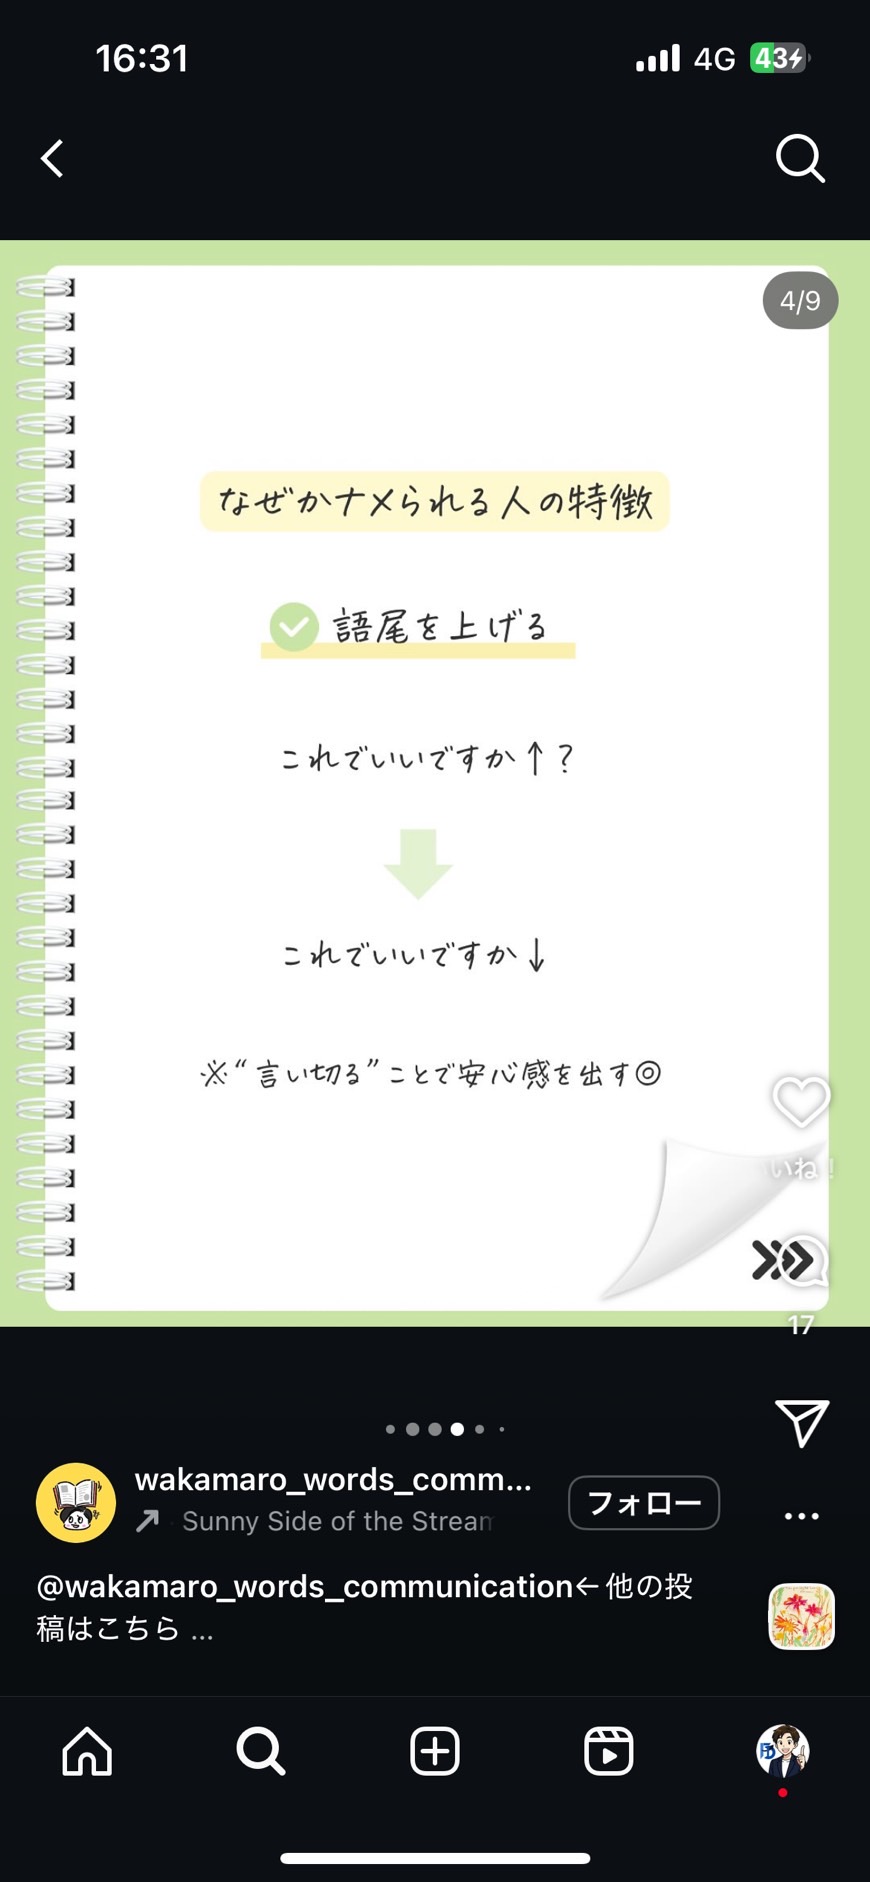 16:31
4G
43
4/9
なぜかナメられる人の特徴
語尾を上げる
これでいいですか↑?
これでいいですか↓
※“言い切る”ことで安心感を出す◎
いいね!
17
wakamaro_words_comm...
Sunny Side of the Stream
フォロー
@wakamaro_words_communication← 他の投
稿はこちら ...